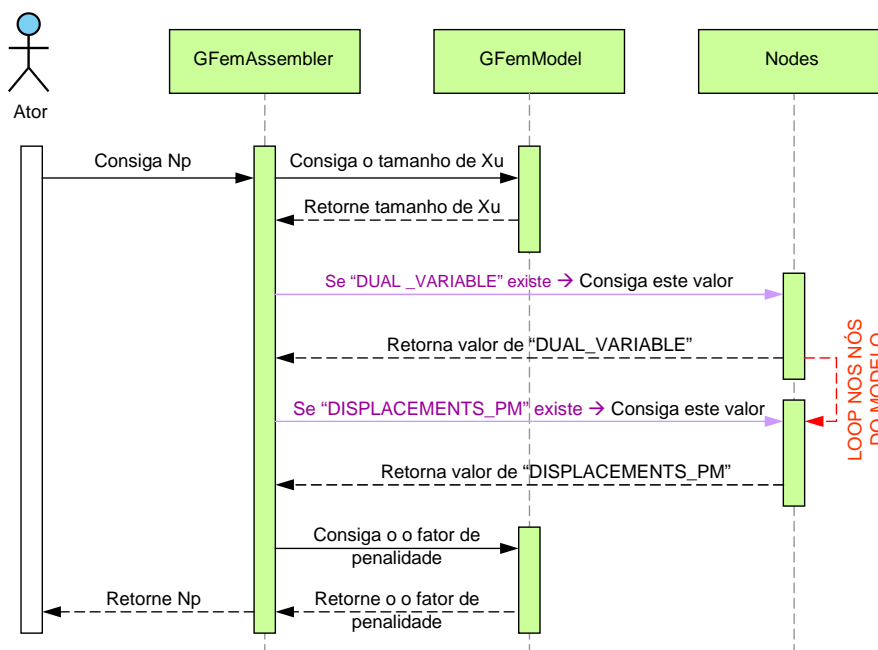 Ator
GFemAssembler
GFemModel
Nodes
Consiga Np
Consiga o tamanho de Xu
Retorne tamanho de Xu
Se “DUAL _VARIABLE” existe → Consiga este valor
Retorna valor de “DUAL_VARIABLE”
LOOP NOS NÓS
DO MODELO
Se “DISPLACEMENTS_PM” existe → Consiga este valor
Retorna valor de “DISPLACEMENTS_PM”
Consiga o o fator de
penalidade
Retorne Np
Retorne o o fator de
penalidade